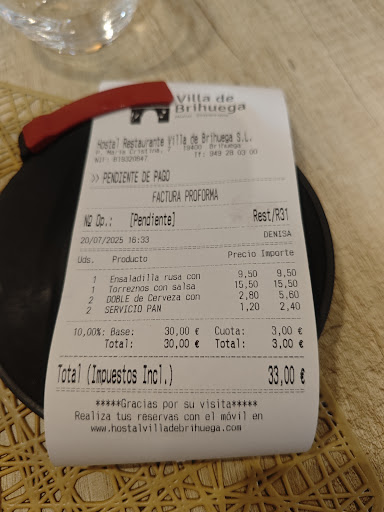 Villa de
Brihuega
Hostal Restaurante Villa de Brihuega S.L.
P. María Cristina, 7 19400 Brihuega
NIF: B19320647 Tf: 949 28 03 00
>> PENDIENTE DE PAGO
FACTURA PROFORMA
Nº Op.: [Pendiente] Rest/R31
20/07/2025 16:33 DENISA
Uds. Producto Precio Importe
1 Ensaladilla rusa con 9,50 9,50
1 Torreznos con salsa 15,50 15,50
2 DOBLE de Cerveza con 2,80 5,60
2 SERVICIO PAN 1,20 2,40
10,00%: Base: 30,00 € Cuota: 3,00 €
Total: 30,00 € Total: 3,00 €
Total (Impuestos Incl.) 33,00 €
*****Gracias por su visita*****
Realiza tus reservas con el móvil en
www.hostalvilladebrihuega.com